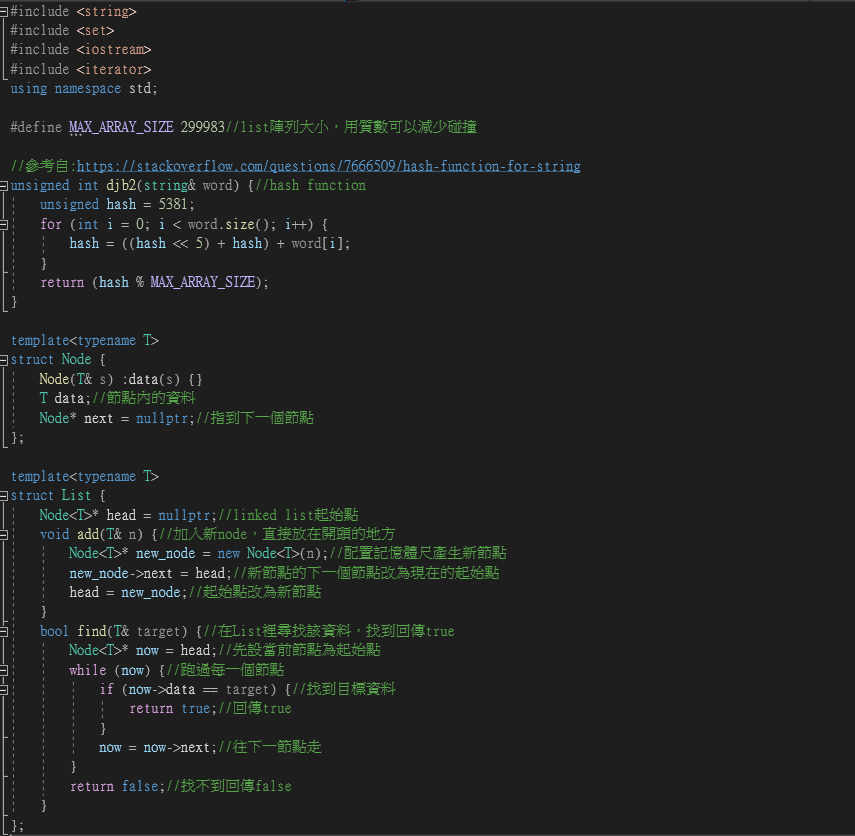 #include <string>
#include <set>
#include <iostream>
#include <iterator>
using namespace std;
#define MAX_ARRAY_SIZE 299983//list陣列大小，用質數可以減少碰撞
//參考自:https://stackoverflow.com/questions/7666509/hash-function-for-string
unsigned int djb2(string& word) {//hash function
    unsigned hash = 5381;
    for (int i = 0; i < word.size(); i++) {
        hash = ((hash << 5) + hash) + word[i];
    }
    return (hash % MAX_ARRAY_SIZE);
}
template<typename T>
struct Node {
    Node(T& s) :data(s) {}
    T data;//節點內的資料
    Node* next = nullptr;//指到下一個節點
};
template<typename T>
struct List {
    Node<T>* head = nullptr;//linked list起始點
    void add(T& n) {//加入新node，直接放在開頭的地方
        Node<T>* new_node = new Node<T>(n);//配置記憶體尺產生新節點
        new_node->next = head;//新節點的下一個節點改為現在的起始點
        head = new_node;//起始點改為新節點
    }
    bool find(T& target) {//在List裡尋找該資料，找到回傳true
        Node<T>* now = head;//先設當前節點為起始點
        while (now) {//跑過每一個節點
            if (now->data == target) {//找到目標資料
                return true;//回傳true
            }
            now = now->next;//往下一節點走
        }
        return false;//找不到回傳false
    }
};